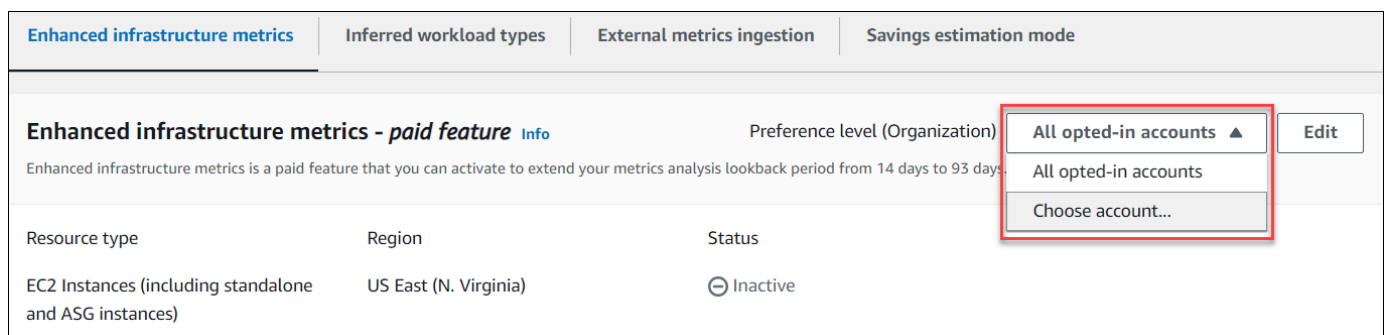 Enhanced infrastructure metrics
Inferred workload types
External metrics ingestion
Savings estimation mode
Enhanced infrastructure metrics - paid feature Info
Preference level (Organization)
All opted-in accounts
Edit
Enhanced infrastructure metrics is a paid feature that you can activate to extend your metrics analysis lookback period from 14 days to 93 days.
All opted-in accounts
Choose account...
Resource type
Region
Status
EC2 Instances (including standalone
and ASG instances)
US East (N. Virginia)
Inactive